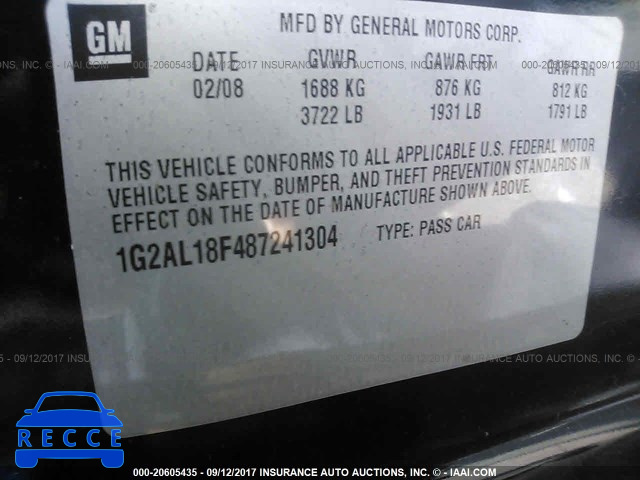 GM
MFD BY GENERAL MOTORS CORP.
DATE GVWR GAWR FRT GAWR RR
02/08 1688 KG 876 KG 812 KG
3722 LB 1931 LB 1791 LB
THIS VEHICLE CONFORMS TO ALL APPLICABLE U.S. FEDERAL MOTOR
VEHICLE SAFETY, BUMPER, AND THEFT PREVENTION STANDARDS IN
EFFECT ON THE DATE OF MANUFACTURE SHOWN ABOVE.
1G2AL18F487241304 TYPE: PASS CAR
RECCE
000-20605435 - 09/12/2017 INSURANCE AUTO AUCTIONS CORP. © - IAAI.COM